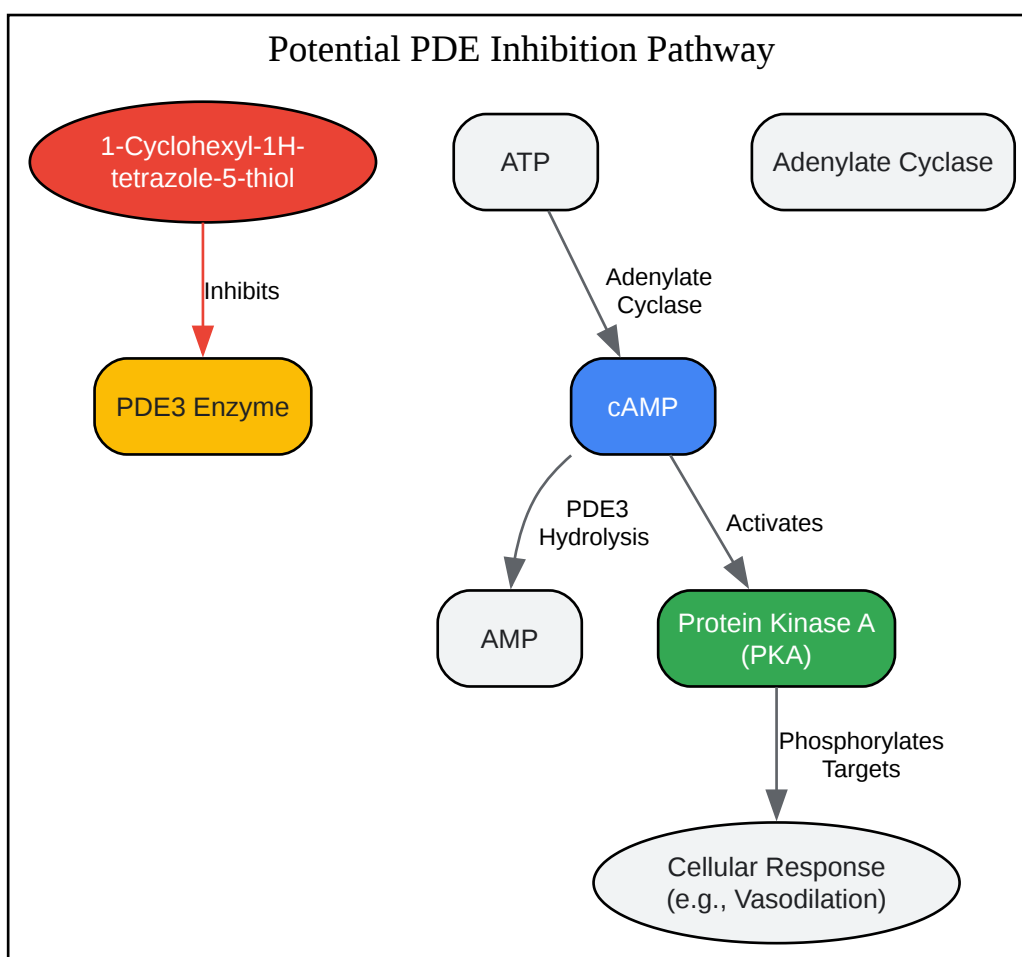 Potential PDE Inhibition Pathway
1-Cyclohexyl-1H-
tetrazole-5-thiol
ATP
Adenylate Cyclase
Inhibits
Adenylate
Cyclase
PDE3 Enzyme
cAMP
PDE3
Hydrolysis
Activates
AMP
Protein Kinase A
(PKA)
Phosphorylates
Targets
Cellular Response
(e.g., Vasodilation)